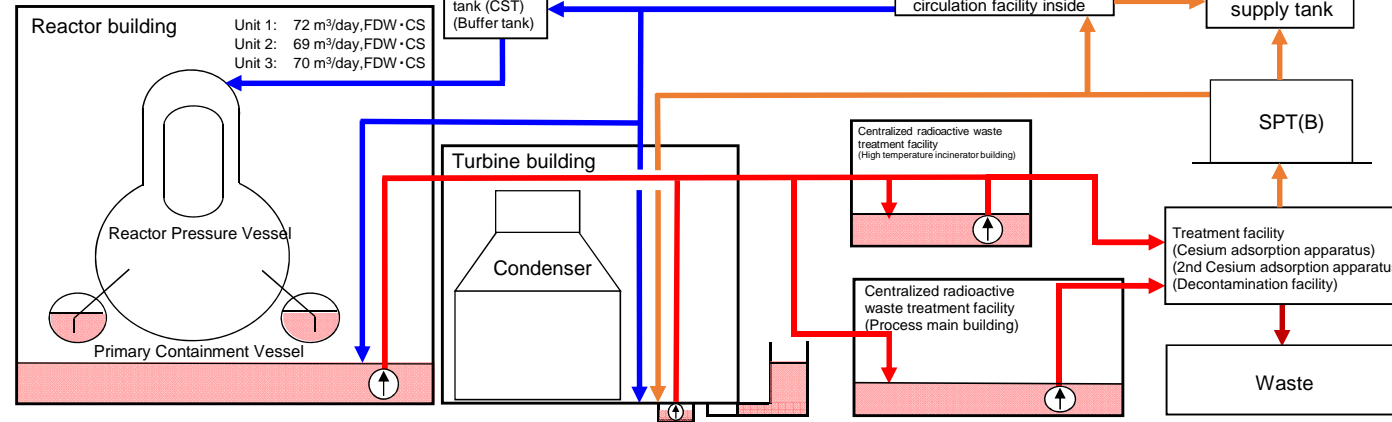 tank (CST)
(Buffer tank)
circulation facility inside
supply tank
Reactor building
Unit 1: 72 m³/day,FDW・CS
Unit 2: 69 m³/day,FDW・CS
Unit 3: 70 m³/day,FDW・CS
SPT(B)
Centralized radioactive waste
treatment facility
(High temperature incinerator building)
Turbine building
Reactor Pressure Vessel
Condenser
Treatment facility
(Cesium adsorption apparatus)
(2nd Cesium adsorption
(Decontamination facility)
Centralized radioactive
waste treatment facility
(Process main building)
Primary Containment Vessel
Waste